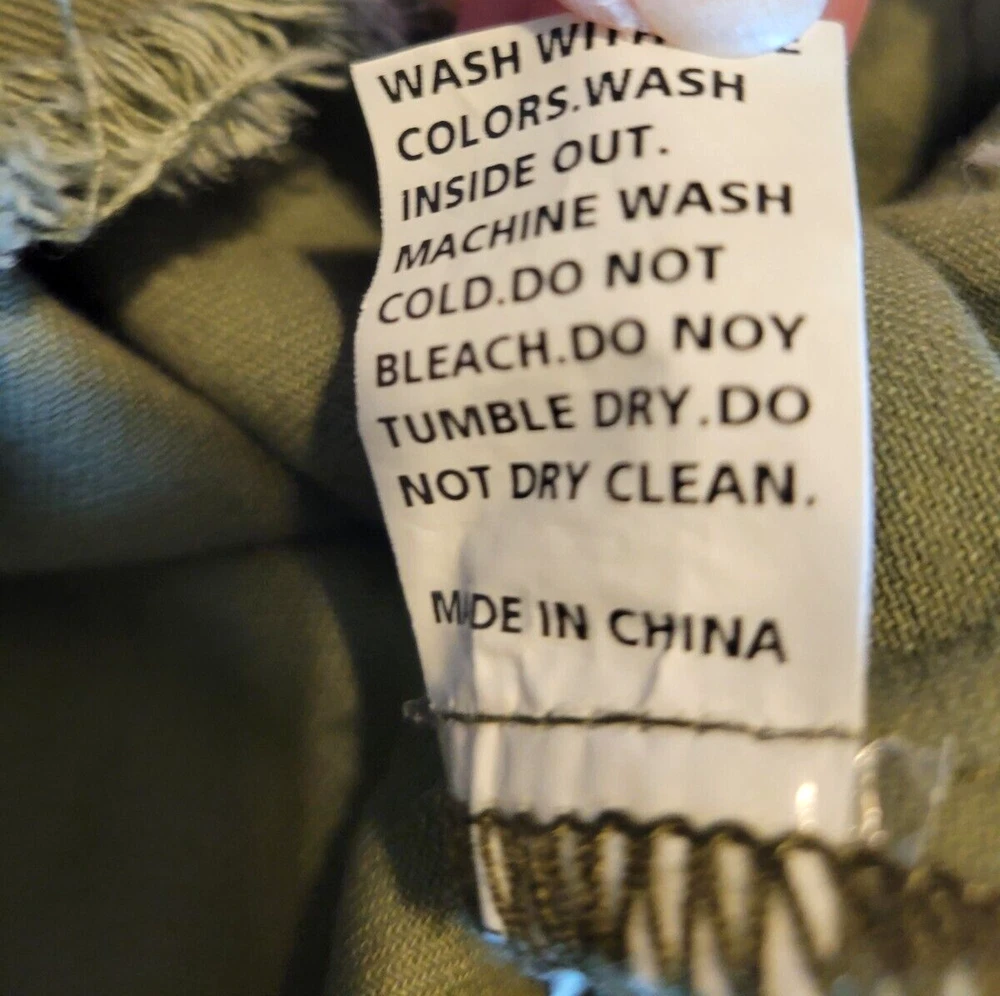 WASH WITH
COLORS.WASH
INSIDE OUT.
MACHINE WASH
COLD.DO NOT
BLEACH.DO NOY
TUMBLE DRY.DO
NOT DRY CLEAN.
MADE IN CHINA